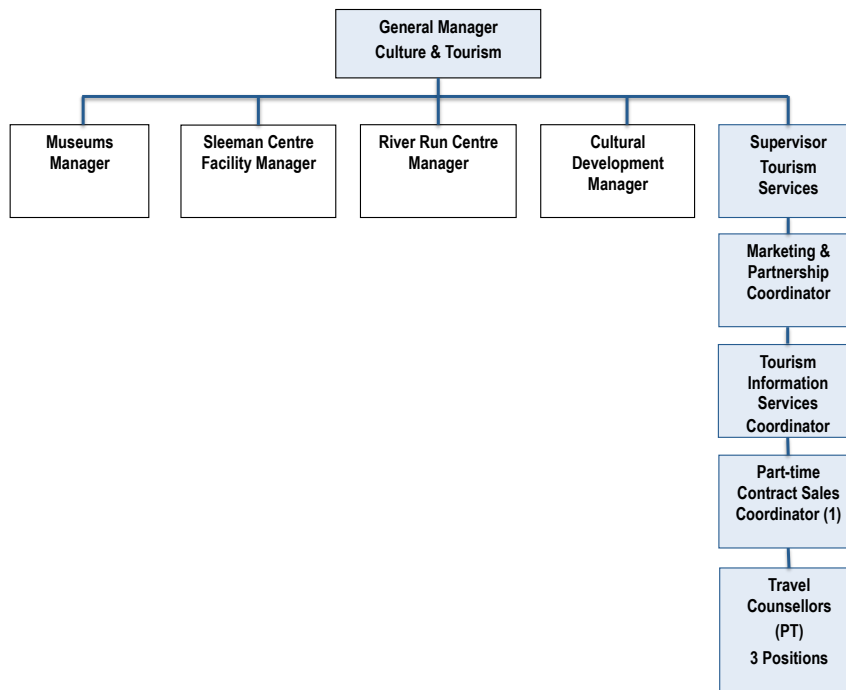 General Manager
Culture & Tourism
Museums
Manager
Sleeman Centre
Facility Manager
River Run Centre
Manager
Cultural
Development
Manager
Supervisor
Tourism
Services
Marketing &
Partnership
Coordinator
Tourism
Information
Services
Coordinator
Part-time
Contract Sales
Coordinator (1)
Travel
Counsellors
(PT)
3 Positions